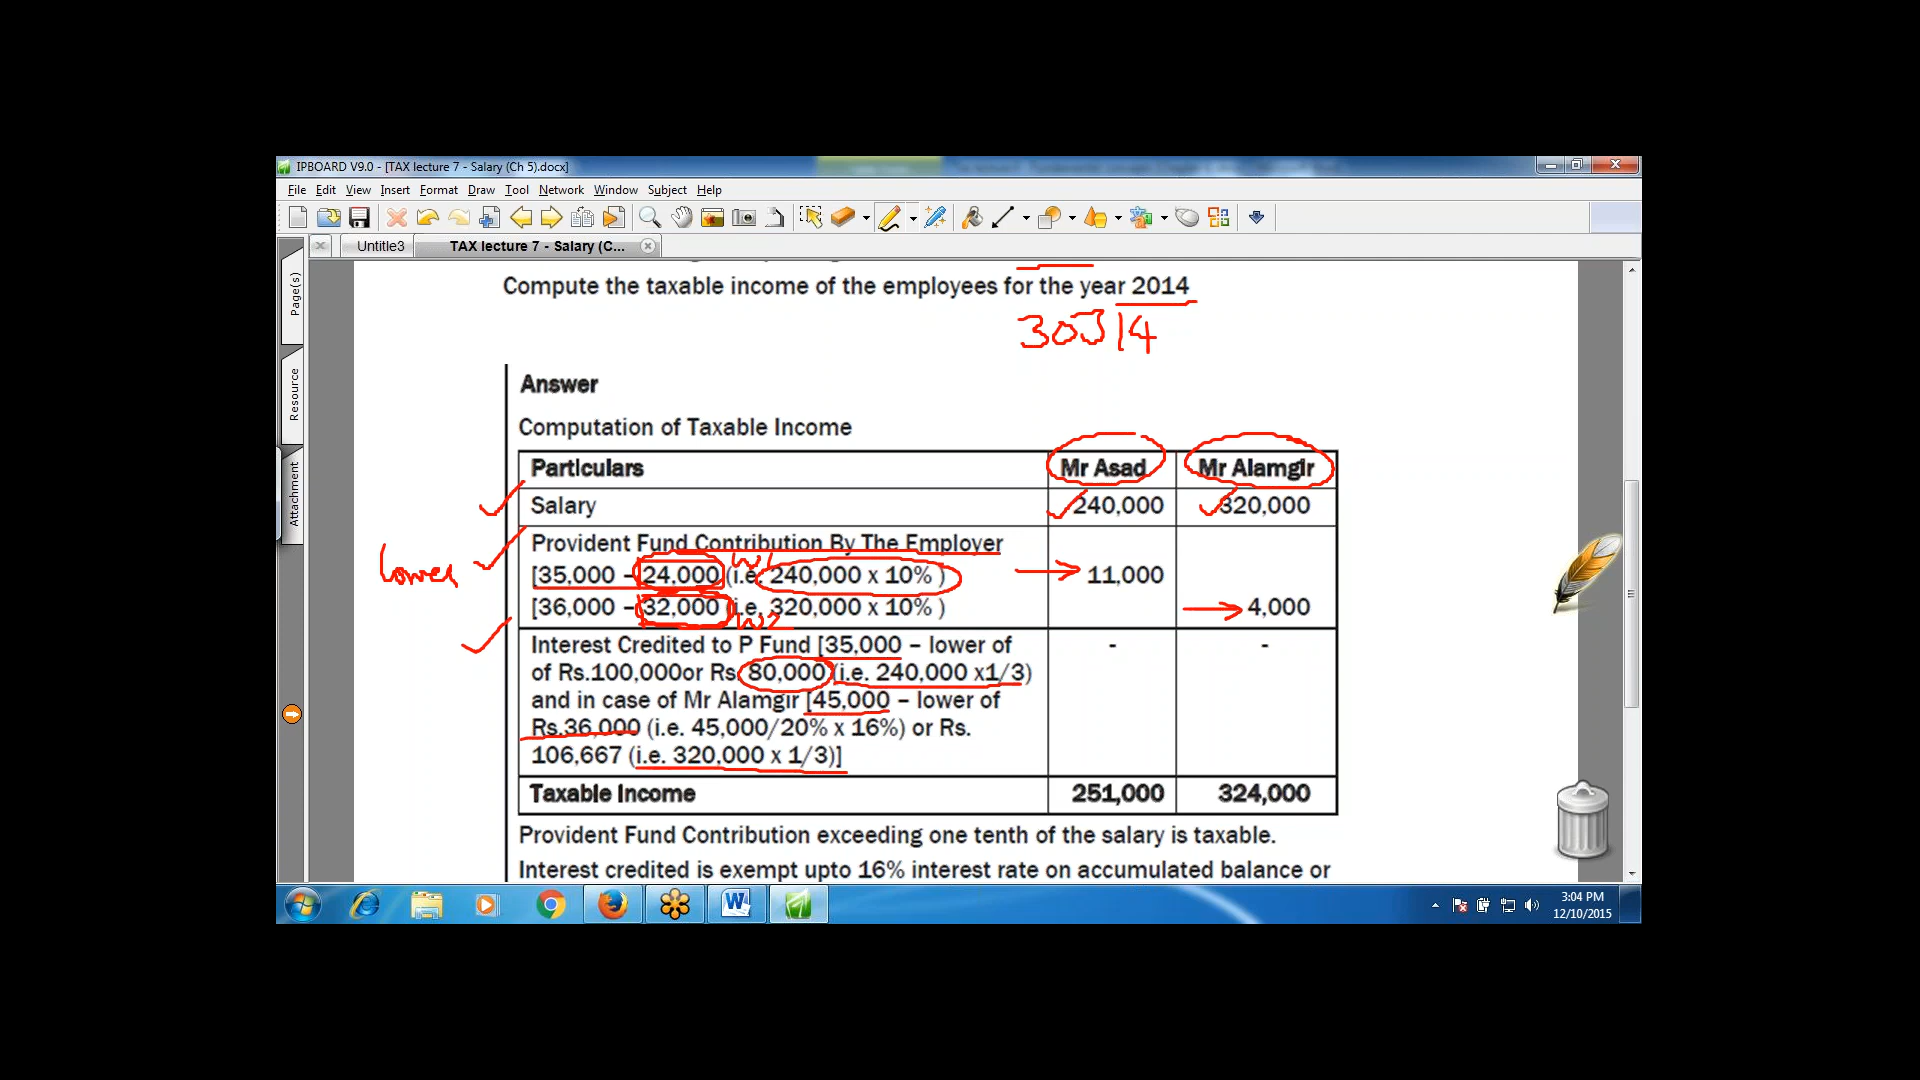 IPBOARD V9.0 - [TAX lecture 7 - Salary (Ch 5).docx]
File Edit View Insert Format Draw Tool Network Window Subject Help
Untitle3 TAX lecture 7 - Salary (C...
Page(s)
Resource
Attachment
Compute the taxable income of the employees for the year 2014
30J14
Answer
Computation of Taxable Income
Particulars Mr Asad Mr Alamgir
Salary 240,000 320,000
Provident Fund Contribution By The Employer
Lower
W1
[35,000 – 24,000 (i.e. 240,000 x 10% ) 11,000
[36,000 – 32,000 (i.e. 320,000 x 10% ) 4,000
W2
Interest Credited to P Fund [35,000 – lower of - -
of Rs.100,000or Rs. 80,000 (i.e. 240,000 x1/3)
and in case of Mr Alamgir [45,000 – lower of
Rs.36,000 (i.e. 45,000/20% x 16%) or Rs.
106,667 (i.e. 320,000 x 1/3)]
Taxable Income 251,000 324,000
Provident Fund Contribution exceeding one tenth of the salary is taxable.
Interest credited is exempt upto 16% interest rate on accumulated balance or
3:04 PM
12/10/2015